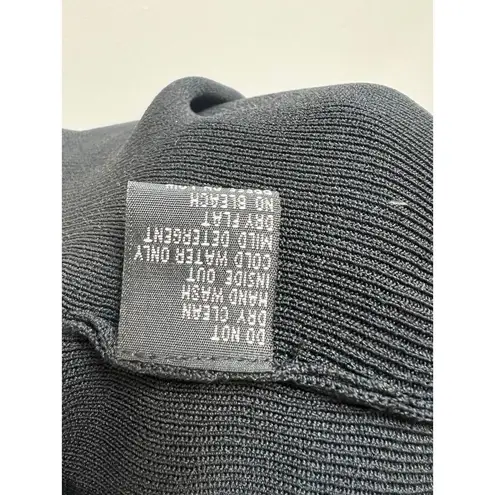 DO NOT
DRY CLEAN
HAND WASH
INSIDE OUT
COLD WATER ONLY
MILD DETERGENT
DRY FLAT
NO BLEACH